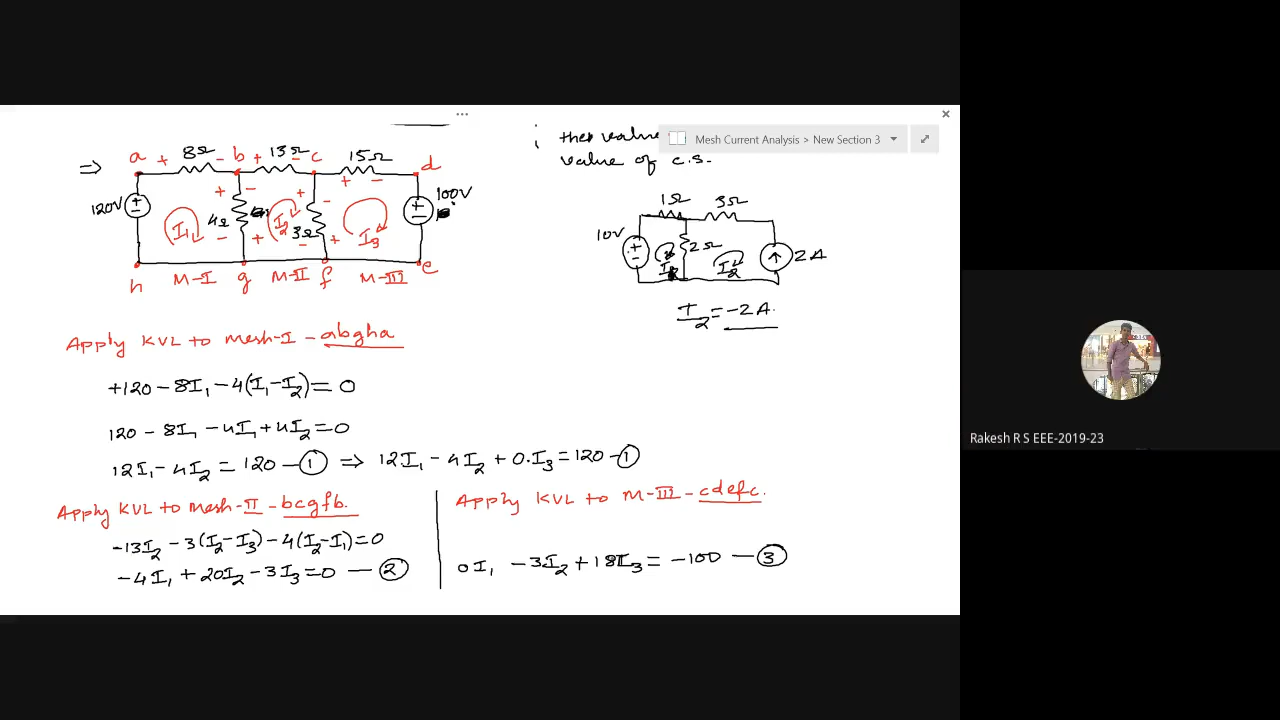 the value
value of c.s.
Mesh Current Analysis > New Section 3
⇒ a + 8Ω - b + 13Ω - c 15Ω d
+ -
120V + - 4Ω 3Ω 100V + -
I₁ I₂ I₃
h M-I g M-II f M-III e
1Ω 3Ω
10V + - 2Ω 2A
I₁ I₂
I₂ = -2A.
Apply KVL to mesh-I - abgha
+120 - 8I₁ - 4(I₁ - I₂) = 0
120 - 8I₁ - 4I₁ + 4I₂ = 0
12I₁ - 4I₂ = 120 — ① ⇒ 12I₁ - 4I₂ + 0.I₃ = 120 - ①
Apply KVL to mesh-II - bcgfb.
-13I₂ - 3(I₂ - I₃) - 4(I₂ - I₁) = 0
-4I₁ + 20I₂ - 3I₃ = 0 — ②
Apply KVL to M-III - cdefc.
0I₁ - 3I₂ + 18I₃ = -100 — ③
Rakesh R S EEE-2019-23